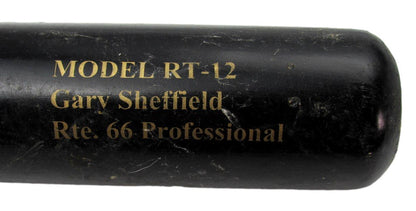 MODEL RT-12
Gary Sheffield
Rte. 66 Professional